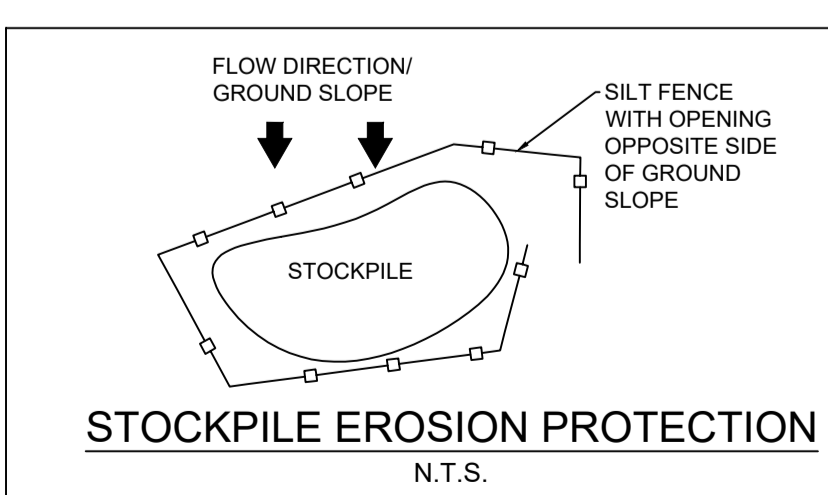 FLOW DIRECTION/
GROUND SLOPE
SILT FENCE
WITH OPENING
OPPOSITE SIDE
OF GROUND
SLOPE
STOCKPILE
STOCKPILE EROSION PROTECTION
N.T.S.